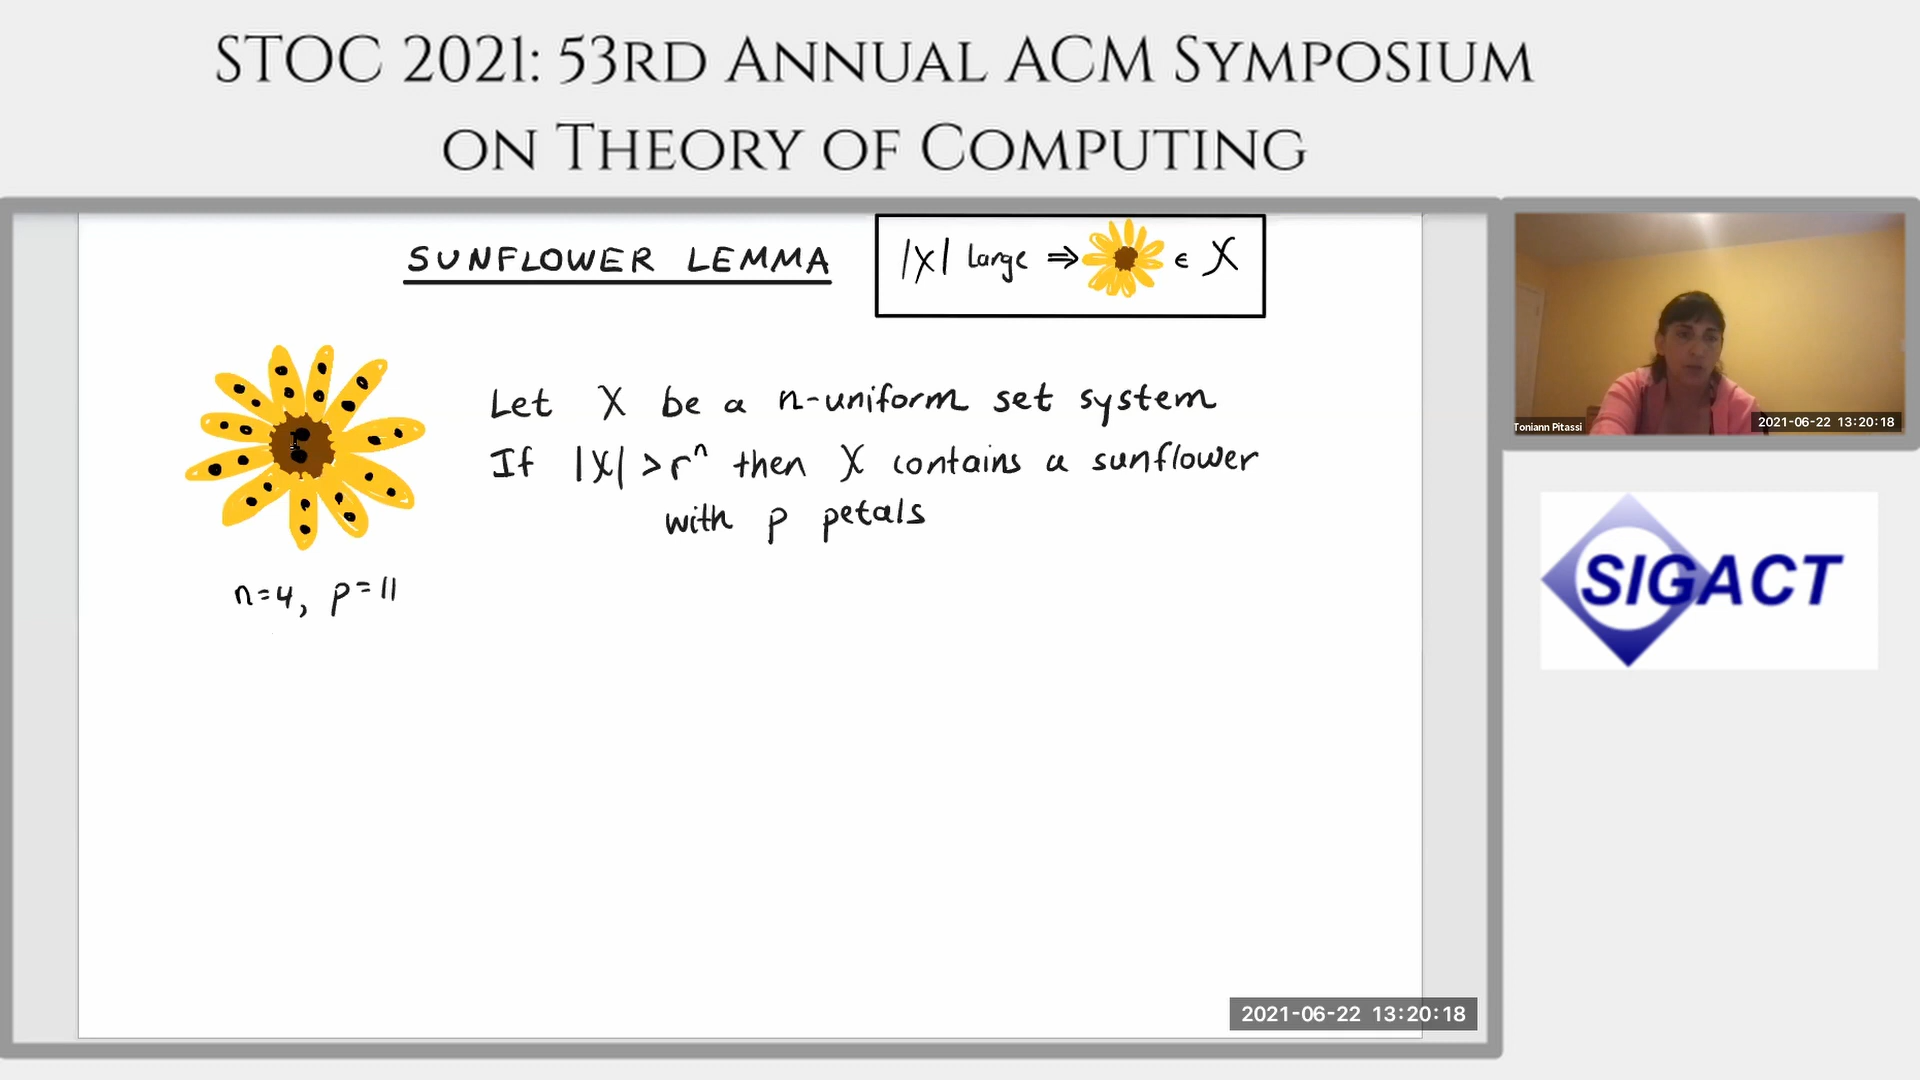 STOC 2021: 53RD ANNUAL ACM SYMPOSIUM
ON THEORY OF COMPUTING
SUNFLOWER LEMMA
|X| Large ⇒ ∈ X
Let X be a n-uniform set system
If |X| > rⁿ then X contains a sunflower
with p petals
n=4, p=11
2021-06-22 13:20:18
Toniann Pitassi
2021-06-22 13:20:18
SIGACT